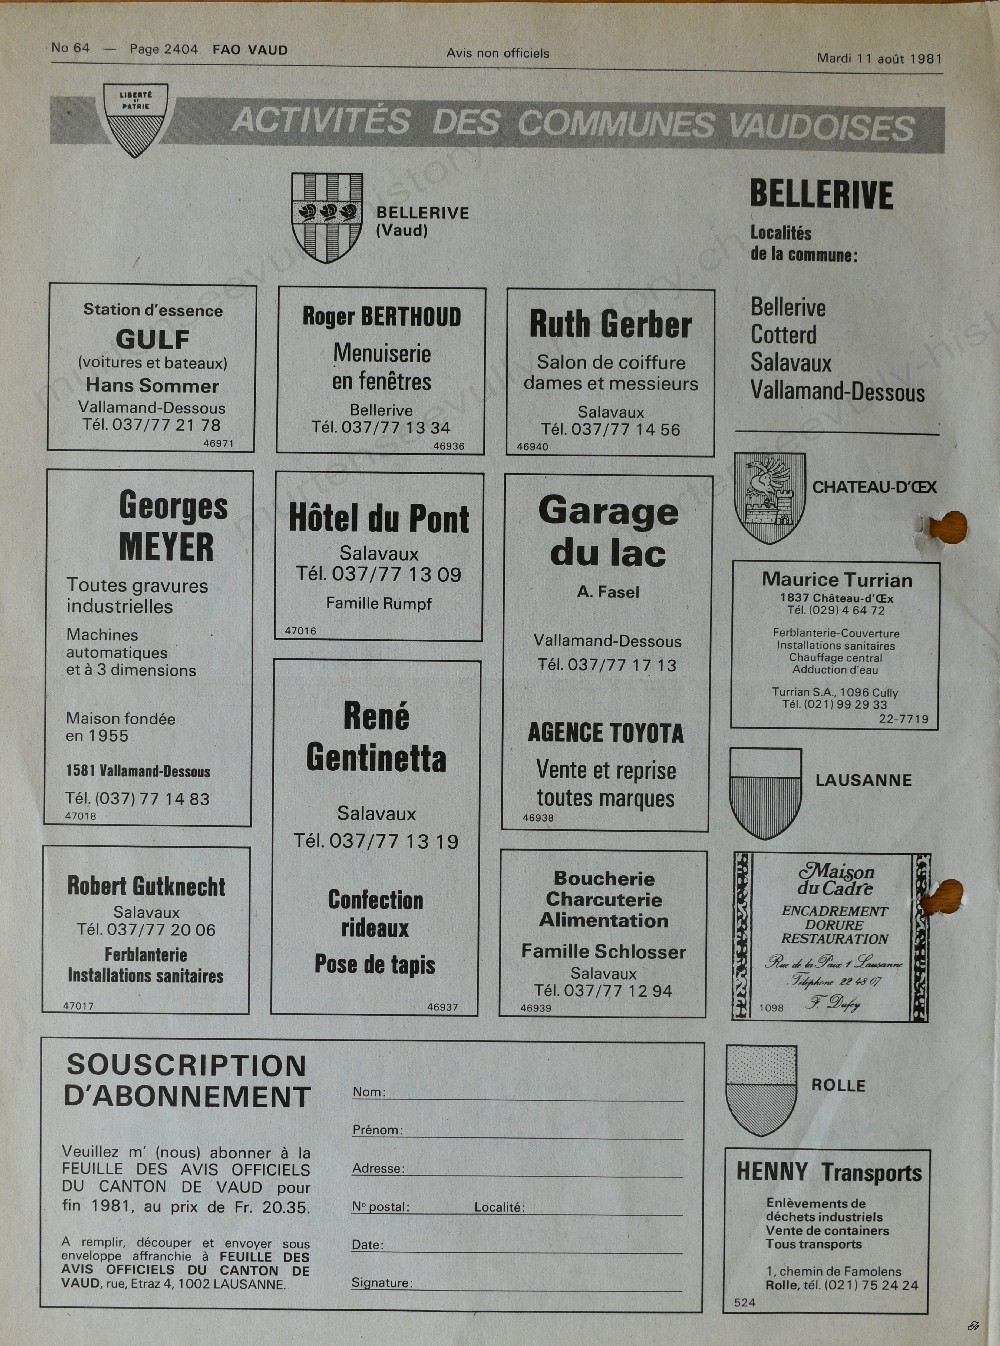 No 64 — Page 2404 FAO VAUD
Avis non officiels
Mardi 11 août 1981
LIBERTÉ
ET
PATRIE
ACTIVITÉS DES COMMUNES VAUDOISES
BELLERIVE
(Vaud)
Station d'essence
GULF
(voitures et bateaux)
Hans Sommer
Vallamand-Dessous
Tél. 037/77 21 78
46971
Roger BERTHOUD
Menuiserie
en fenêtres
Bellerive
Tél. 037/77 13 34
46936
Ruth Gerber
Salon de coiffure
dames et messieurs
Salavaux
Tél. 037/77 14 56
46940
Georges
MEYER
Toutes gravures
industrielles
Machines
automatiques
et à 3 dimensions
Maison fondée
en 1955
1581 Vallamand-Dessous
Tél. (037) 77 14 83
47018
Hôtel du Pont
Salavaux
Tél. 037/77 13 09
Famille Rumpf
47016
Garage
du lac
A. Fasel
Vallamand-Dessous
Tél. 037/77 17 13
AGENCE TOYOTA
Vente et reprise
toutes marques
46938
René
Gentinetta
Salavaux
Tél. 037/77 13 19
Confection
rideaux
Pose de tapis
46937
Robert Gutknecht
Salavaux
Tél. 037/77 20 06
Ferblanterie
Installations sanitaires
47017
Boucherie
Charcuterie
Alimentation
Famille Schlosser
Salavaux
Tél. 037/77 12 94
46939
BELLERIVE
Localités
de la commune:
Bellerive
Cotterd
Salavaux
Vallamand-Dessous
CHATEAU-D'ŒX
Maurice Turrian
1837 Château-d'Œx
Tél. (029) 4 64 72
Ferblanterie-Couverture
Installations sanitaires
Chauffage central
Adduction d'eau
Turrian S.A., 1096 Cully
Tél. (021) 99 29 33
22-7719
LAUSANNE
Maison
du Cadre
ENCADREMENT
DORURE
RESTAURATION
Rue de la Paix 1 Lausanne
Téléphone 22 48 07
F. Dufey
1098
ROLLE
HENNY Transports
Enlèvements de
déchets industriels
Vente de containers
Tous transports
1, chemin de Famolens
Rolle, tél. (021) 75 24 24
524
SOUSCRIPTION
D'ABONNEMENT
Veuillez m' (nous) abonner à la
FEUILLE DES AVIS OFFICIELS
DU CANTON DE VAUD pour
fin 1981, au prix de Fr. 20.35.
A remplir, découper et envoyer sous
enveloppe affranchie à FEUILLE DES
AVIS OFFICIELS DU CANTON DE
VAUD, rue, Etraz 4, 1002 LAUSANNE.
Nom:
Prénom:
Adresse:
No postal: Localité:
Date:
Signature: